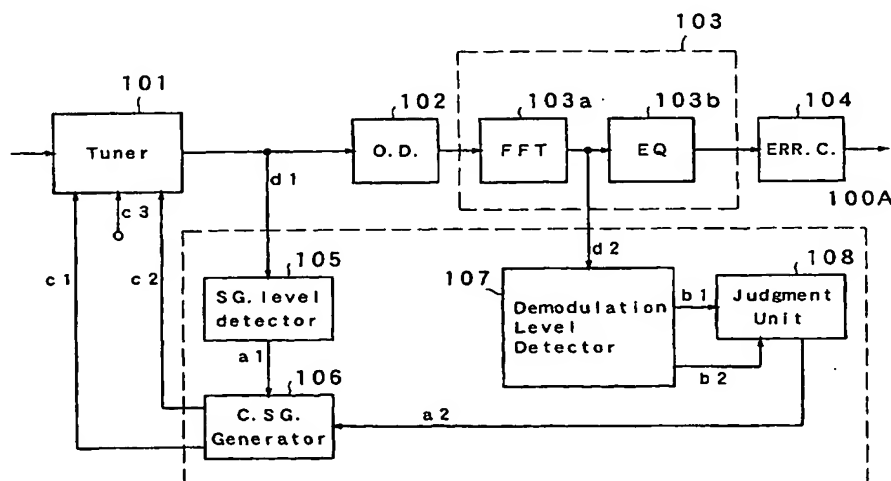 103
101
102
103a
103b
104
Tuner
O.D.
FFT
EQ
ERR.C.
100A
d1
c3
d2
c1
c2
105
107
108
SG. level
detector
Demodulation
Level
Detector
b1
Judgment
Unit
b2
a1
106
C. SG.
Generator
a2